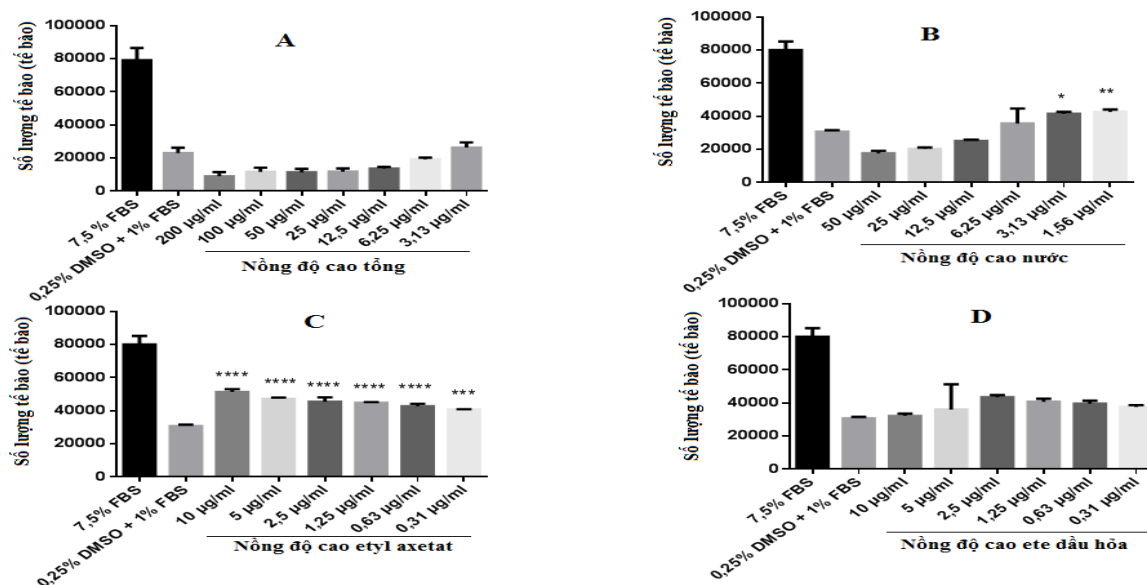 A
Số lượng tế bào (tế bào)
100000
80000
60000
40000
20000
0
7,5 % FBS
0,25% DMSO + 1% FBS
200 µg/ml
100 µg/ml
50 µg/ml
25 µg/ml
12,5 µg/ml
6,25 µg/ml
3,13 µg/ml
Nồng độ cao tổng
B
Số lượng tế bào (tế bào)
100000
80000
60000
40000
20000
0
*
**
7,5 % FBS
0,25% DMSO + 1% FBS
50 µg/ml
25 µg/ml
12,5 µg/ml
6,25 µg/ml
3,13 µg/ml
1,56 µg/ml
Nồng độ cao nước
C
Số lượng tế bào (tế bào)
100000
80000
60000
40000
20000
0
****
****
****
****
****
***
7,5% FBS
0,25% DMSO + 1% FBS
10 µg/ml
5 µg/ml
2,5 µg/ml
1,25 µg/ml
0,63 µg/ml
0,31 µg/ml
Nồng độ cao etyl axetat
D
Số lượng tế bào (tế bào)
100000
80000
60000
40000
20000
0
7,5% FBS
0,25% DMSO + 1% FBS
10 µg/ml
5 µg/ml
2,5 µg/ml
1,25 µg/ml
0,63 µg/ml
0,31 µg/ml
Nồng độ cao ete dầu hỏa